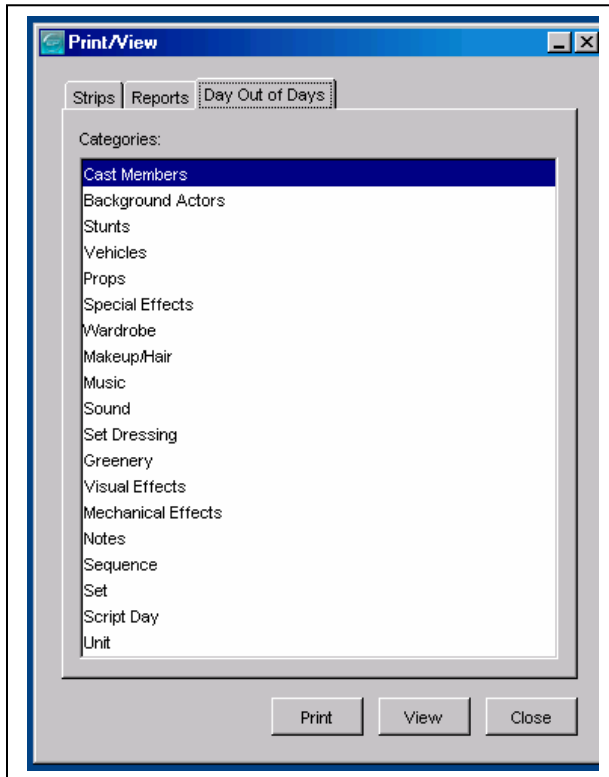 Print/View
Strips Reports Day Out of Days
Categories:
Cast Members
Background Actors
Stunts
Vehicles
Props
Special Effects
Wardrobe
Makeup/Hair
Music
Sound
Set Dressing
Greenery
Visual Effects
Mechanical Effects
Notes
Sequence
Set
Script Day
Unit
Print View Close